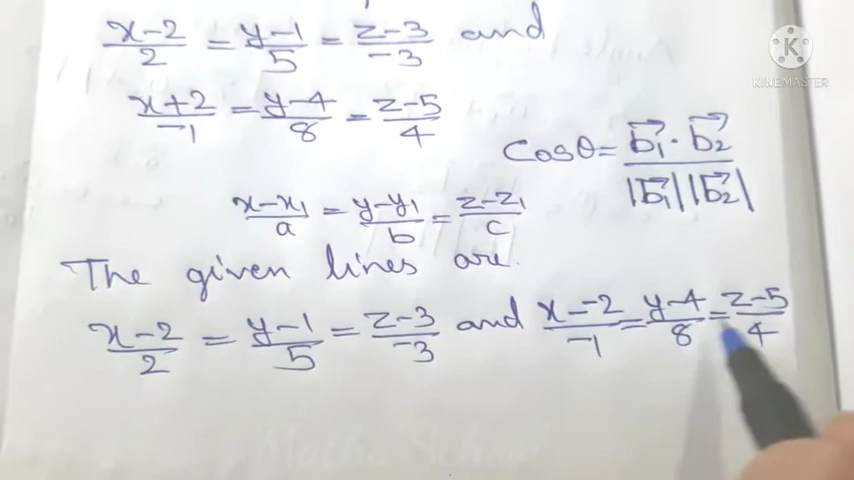 x-2/2 = y-1/5 = z-3/-3 and
x+2/-1 = y-4/8 = z-5/4
Cosθ = b₁⃗ · b₂⃗ / |b₁⃗| |b₂⃗|
x-x₁/a = y-y₁/b = z-z₁/c
The given lines are.
x-2/2 = y-1/5 = z-3/-3 and x--2/-1 = y-4/8 = z-5/4
K
KINEMASTER